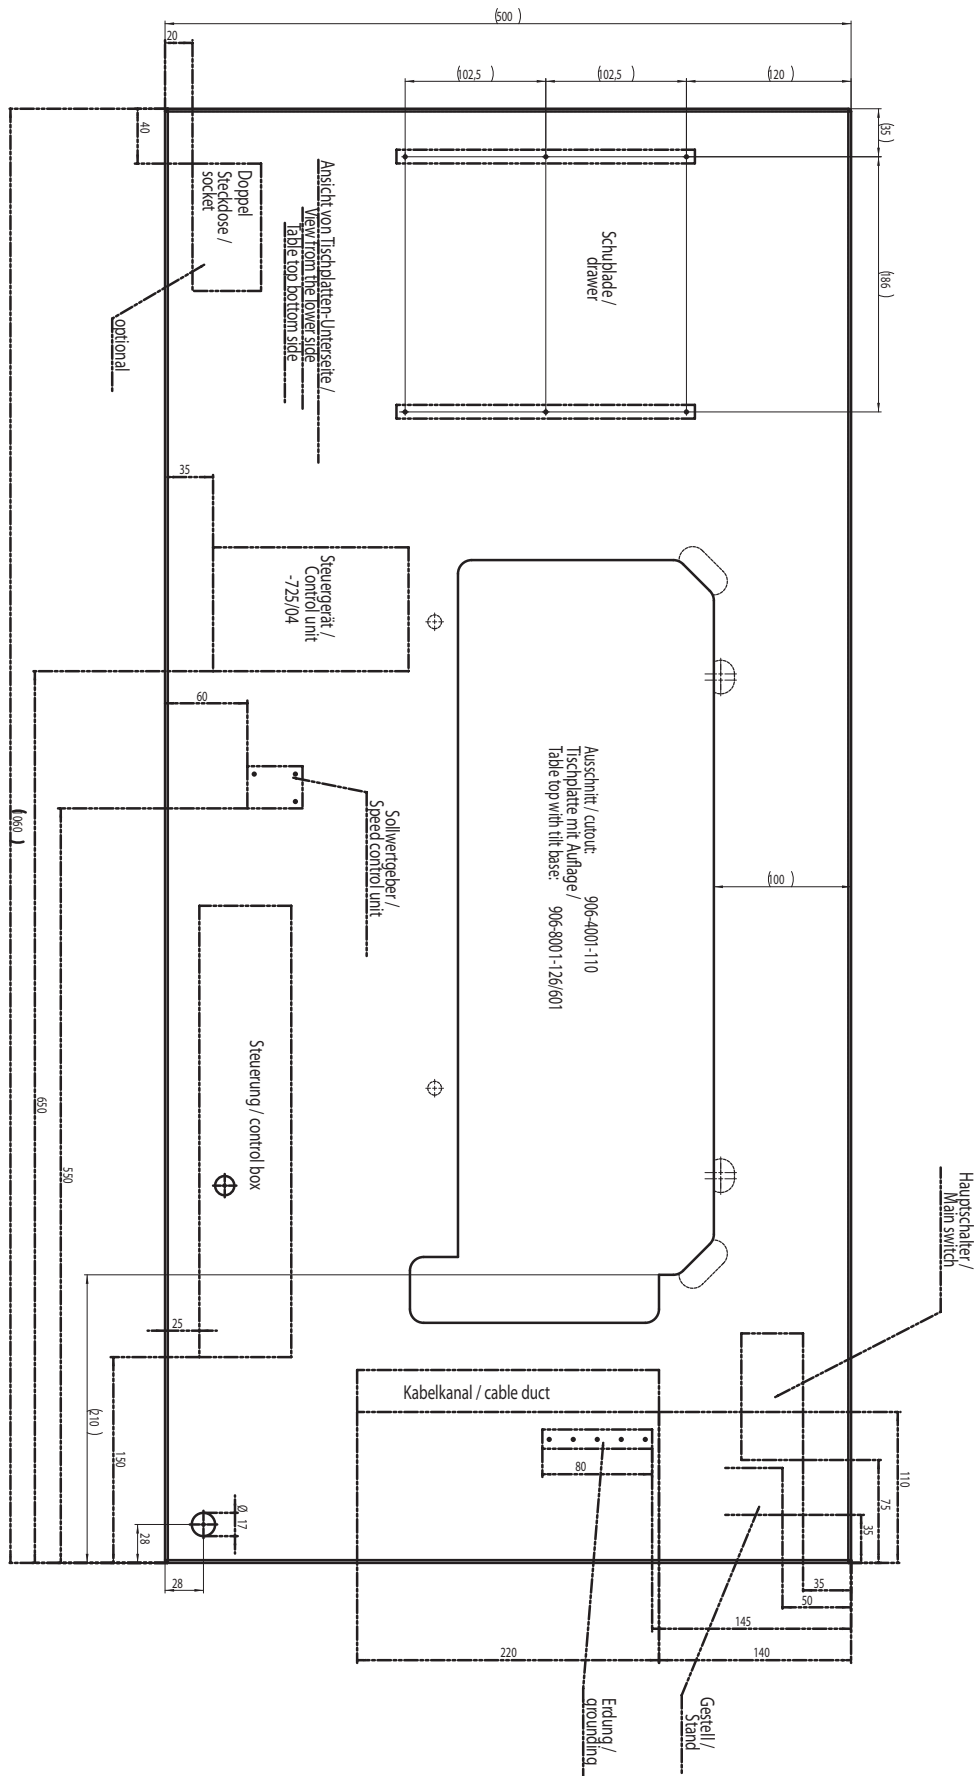 (500 )
20
(102,5 )
(102,5 )
(120 )
(35 )
40
Doppel
Steckdose /
socket
optional
Ansicht von Tischplatten-Unterseite /
View from the lower side
Table top bottom side
Schublade /
drawer
(186 )
35
Steuergerät /
Control unit
-725/04
60
Sollwertgeber /
Speed control unit
Ausschnitt / cutout: 906-4001-110
Tischplatte mit Auflage /
Table top with tilt base: 906-8001-126/601
(100 )
(1060 )
650
550
Steuerung / control box
Hauptschalter /
Main switch
25
(210 )
150
Kabelkanal / cable duct
80
110
75
35
Ø 17
28
28
35
50
145
220
140
Gestell /
Stand
Erdung /
grounding